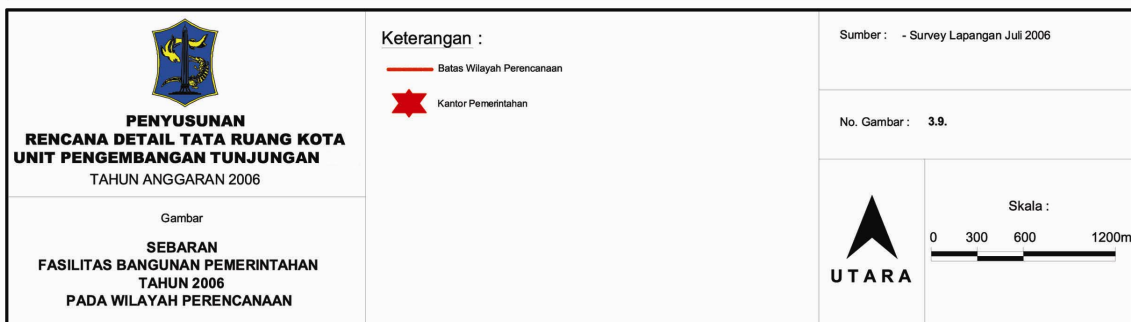 PENYUSUNAN
RENCANA DETAIL TATA RUANG KOTA
UNIT PENGEMBANGAN TUNJUNGAN
TAHUN ANGGARAN 2006
Gambar
SEBARAN
FASILITAS BANGUNAN PEMERINTAHAN
TAHUN 2006
PADA WILAYAH PERENCANAAN
Keterangan :
Batas Wilayah Perencanaan
Kantor Pemerintahan
Sumber : - Survey Lapangan Juli 2006
No. Gambar : 3.9.
UTARA
Skala :
0 300 600 1200m